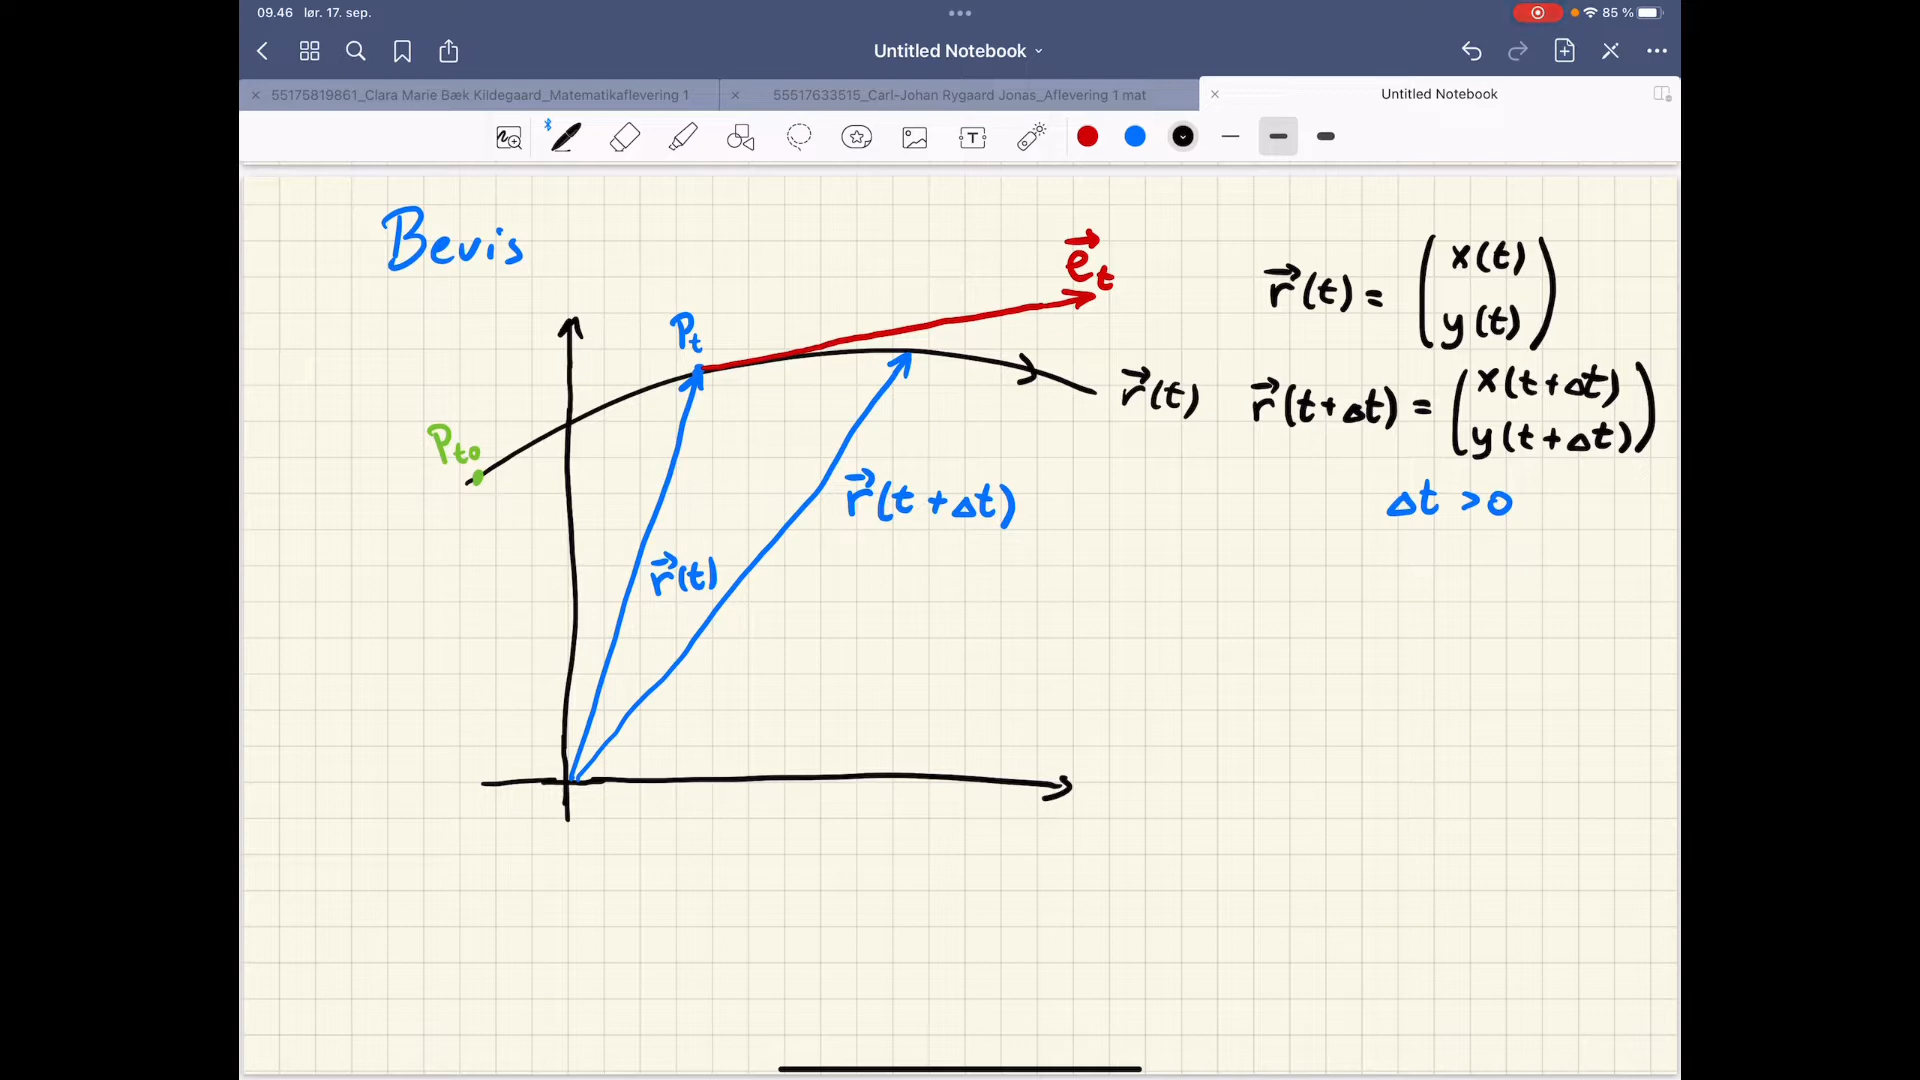 09.46 lør. 17. sep.
85 %
Untitled Notebook
55175819861_Clara Marie Bæk Kildegaard_Matematikaflevering 1
55517633515_Carl-Johan Rygaard Jonas_Aflevering 1 mat
Untitled Notebook
Bevis
e⃗t
r⃗(t) = (x(t)
y(t))
Pt
r⃗(t)
r⃗(t+Δt) = (x(t+Δt)
y(t+Δt))
Pto
r⃗(t+Δt)
Δt >0
r⃗(t)